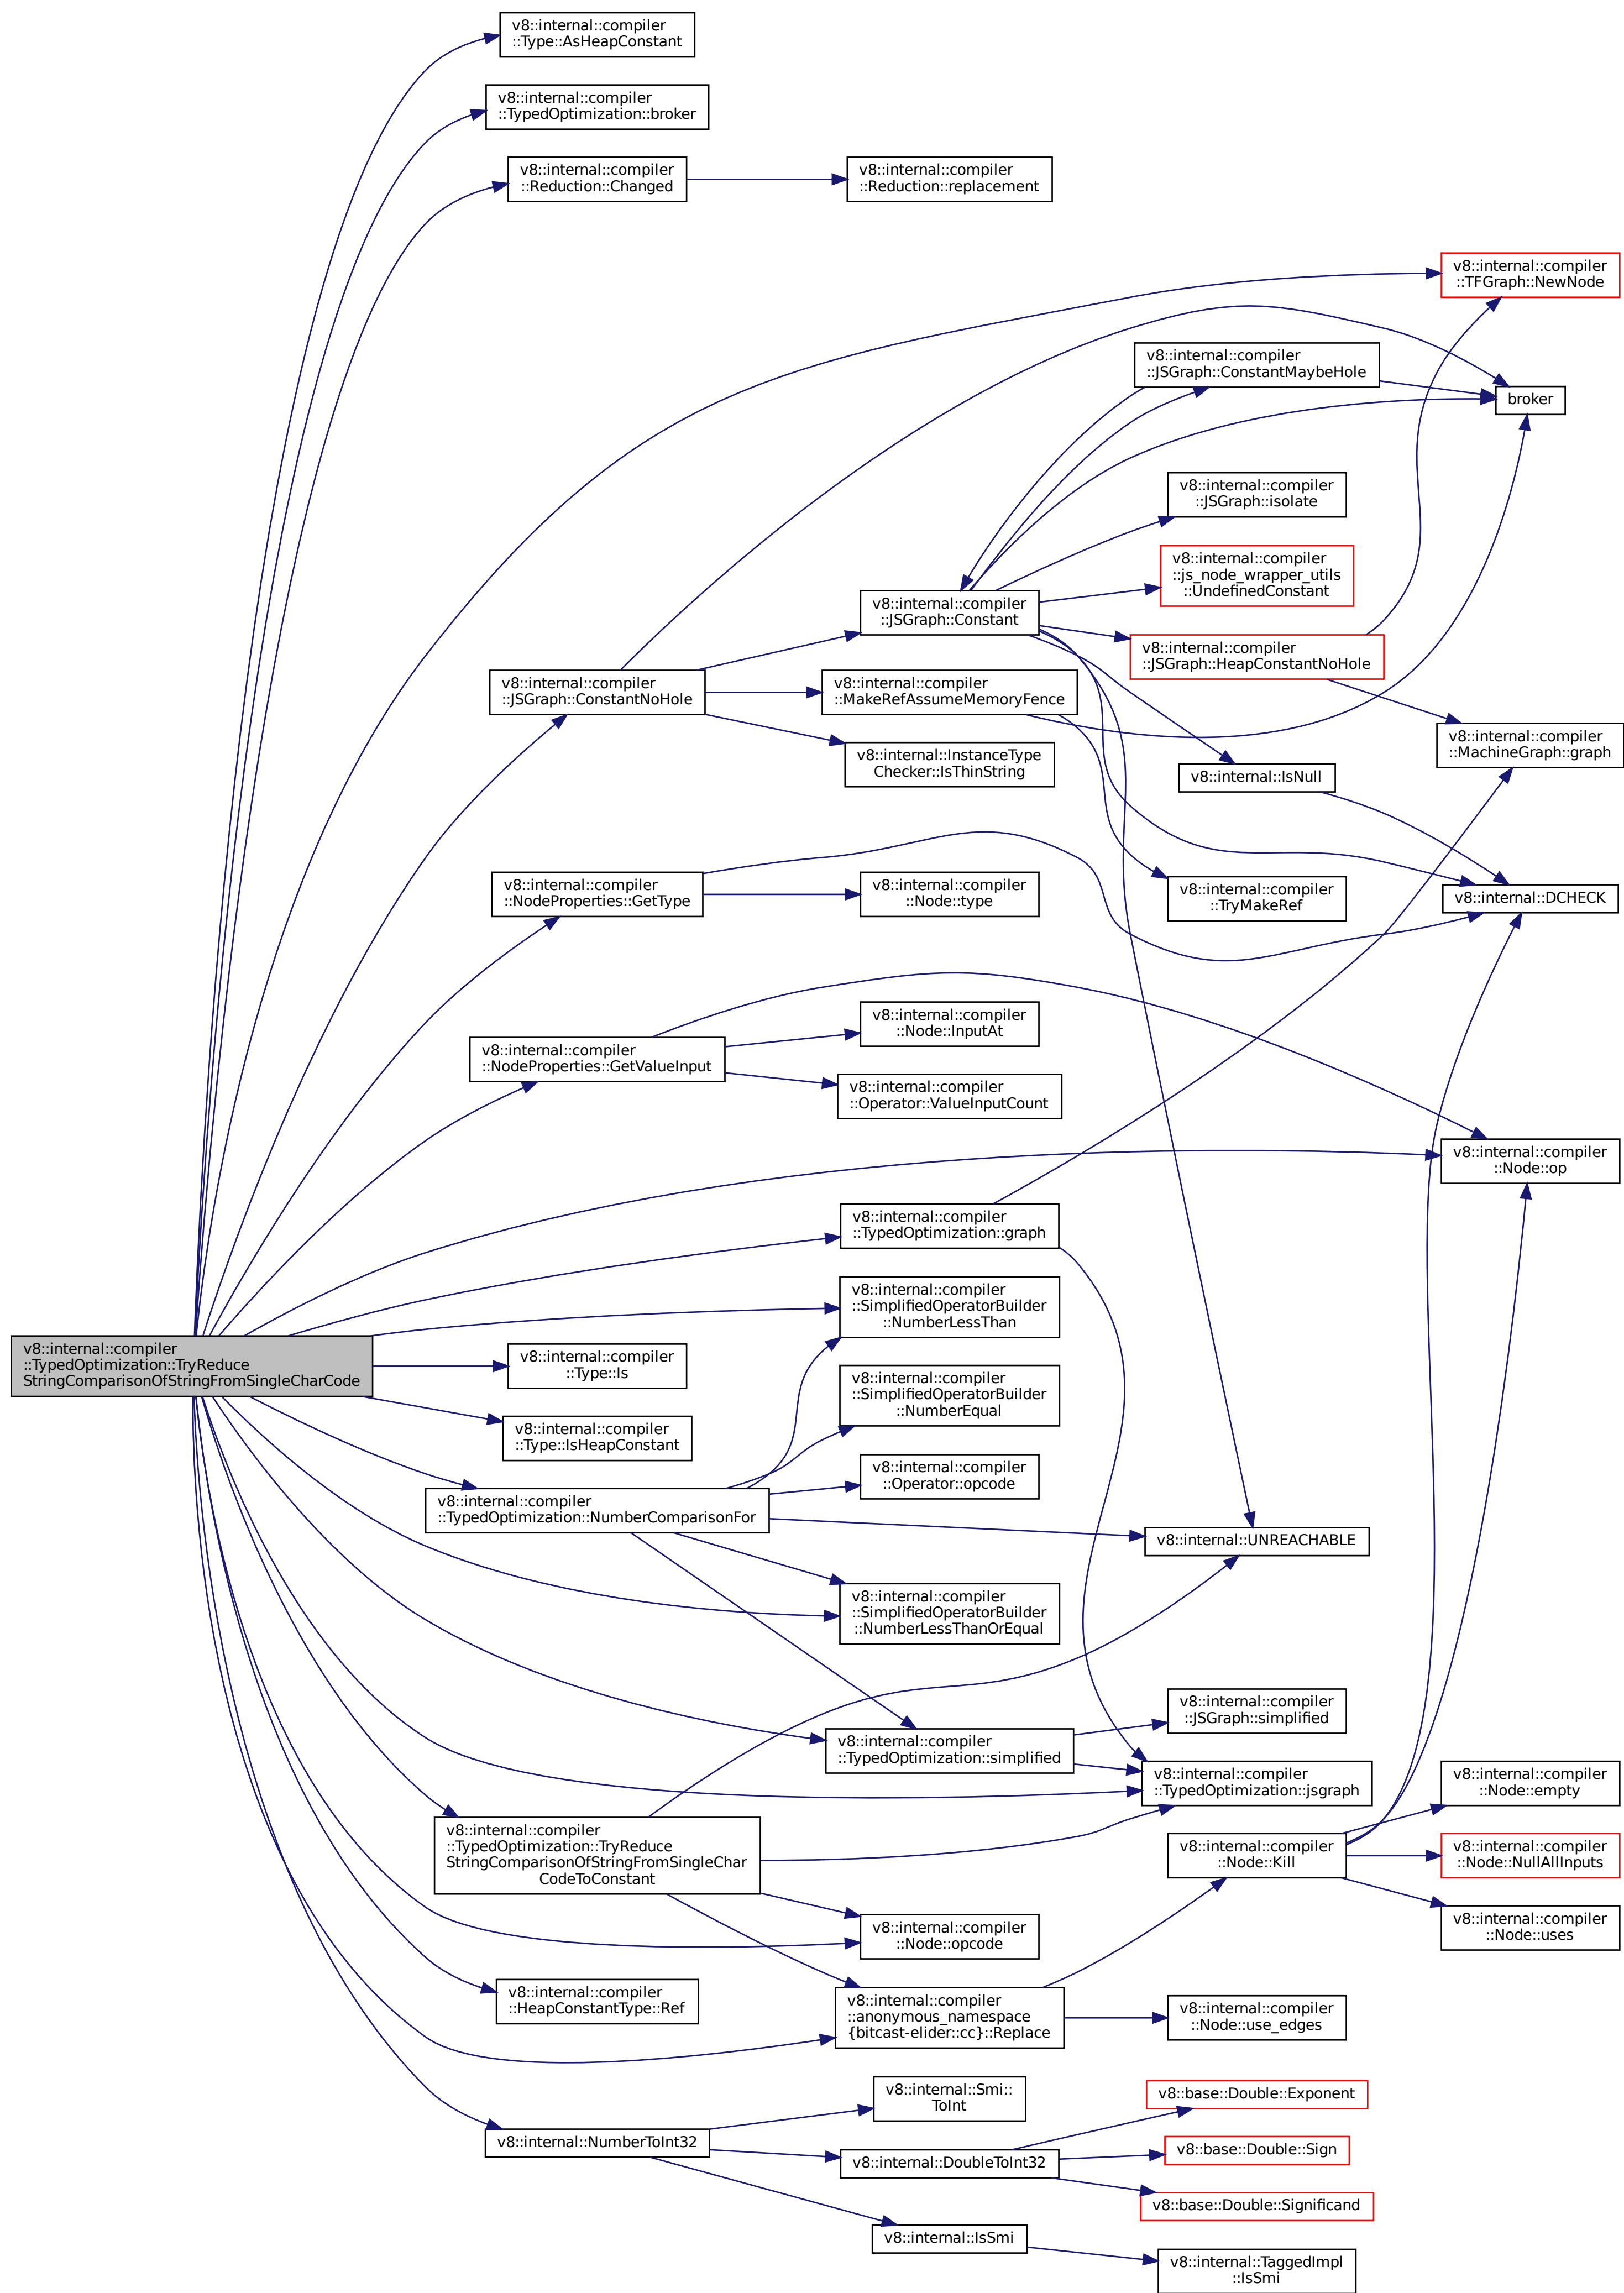 v8::internal::compiler
::Type::AsHeapConstant
v8::internal::compiler
::TypedOptimization::broker
v8::internal::compiler
::Reduction::Changed
v8::internal::compiler
::Reduction::replacement
v8::internal::compiler
::TFGraph::NewNode
v8::internal::compiler
::JSGraph::ConstantMaybeHole
broker
v8::internal::compiler
::JSGraph::isolate
v8::internal::compiler
::js_node_wrapper_utils
::UndefinedConstant
v8::internal::compiler
::JSGraph::Constant
v8::internal::compiler
::JSGraph::HeapConstantNoHole
v8::internal::compiler
::JSGraph::ConstantNoHole
v8::internal::compiler
::MakeRefAssumeMemoryFence
v8::internal::compiler
::MachineGraph::graph
v8::internal::InstanceType
Checker::IsThinString
v8::internal::IsNull
v8::internal::compiler
::NodeProperties::GetType
v8::internal::compiler
::Node::type
v8::internal::compiler
::TryMakeRef
v8::internal::DCHECK
v8::internal::compiler
::Node::InputAt
v8::internal::compiler
::NodeProperties::GetValueInput
v8::internal::compiler
::Operator::ValueInputCount
v8::internal::compiler
::Node::op
v8::internal::compiler
::TypedOptimization::graph
v8::internal::compiler
::SimplifiedOperatorBuilder
::NumberLessThan
v8::internal::compiler
::TypedOptimization::TryReduce
StringComparisonOfStringFromSingleCharCode
v8::internal::compiler
::Type::Is
v8::internal::compiler
::SimplifiedOperatorBuilder
::NumberEqual
v8::internal::compiler
::Type::IsHeapConstant
v8::internal::compiler
::Operator::opcode
v8::internal::compiler
::TypedOptimization::NumberComparisonFor
v8::internal::UNREACHABLE
v8::internal::compiler
::SimplifiedOperatorBuilder
::NumberLessThanOrEqual
v8::internal::compiler
::JSGraph::simplified
v8::internal::compiler
::TypedOptimization::simplified
v8::internal::compiler
::TypedOptimization::jsgraph
v8::internal::compiler
::Node::empty
v8::internal::compiler
::TypedOptimization::TryReduce
StringComparisonOfStringFromSingleChar
CodeToConstant
v8::internal::compiler
::Node::Kill
v8::internal::compiler
::Node::NullAllInputs
v8::internal::compiler
::Node::uses
v8::internal::compiler
::Node::opcode
v8::internal::compiler
::HeapConstantType::Ref
v8::internal::compiler
::anonymous_namespace
{bitcast-elider::cc}::Replace
v8::internal::compiler
::Node::use_edges
v8::internal::Smi::
ToInt
v8::base::Double::Exponent
v8::internal::NumberToInt32
v8::internal::DoubleToInt32
v8::base::Double::Sign
v8::base::Double::Significand
v8::internal::IsSmi
v8::internal::TaggedImpl
::IsSmi